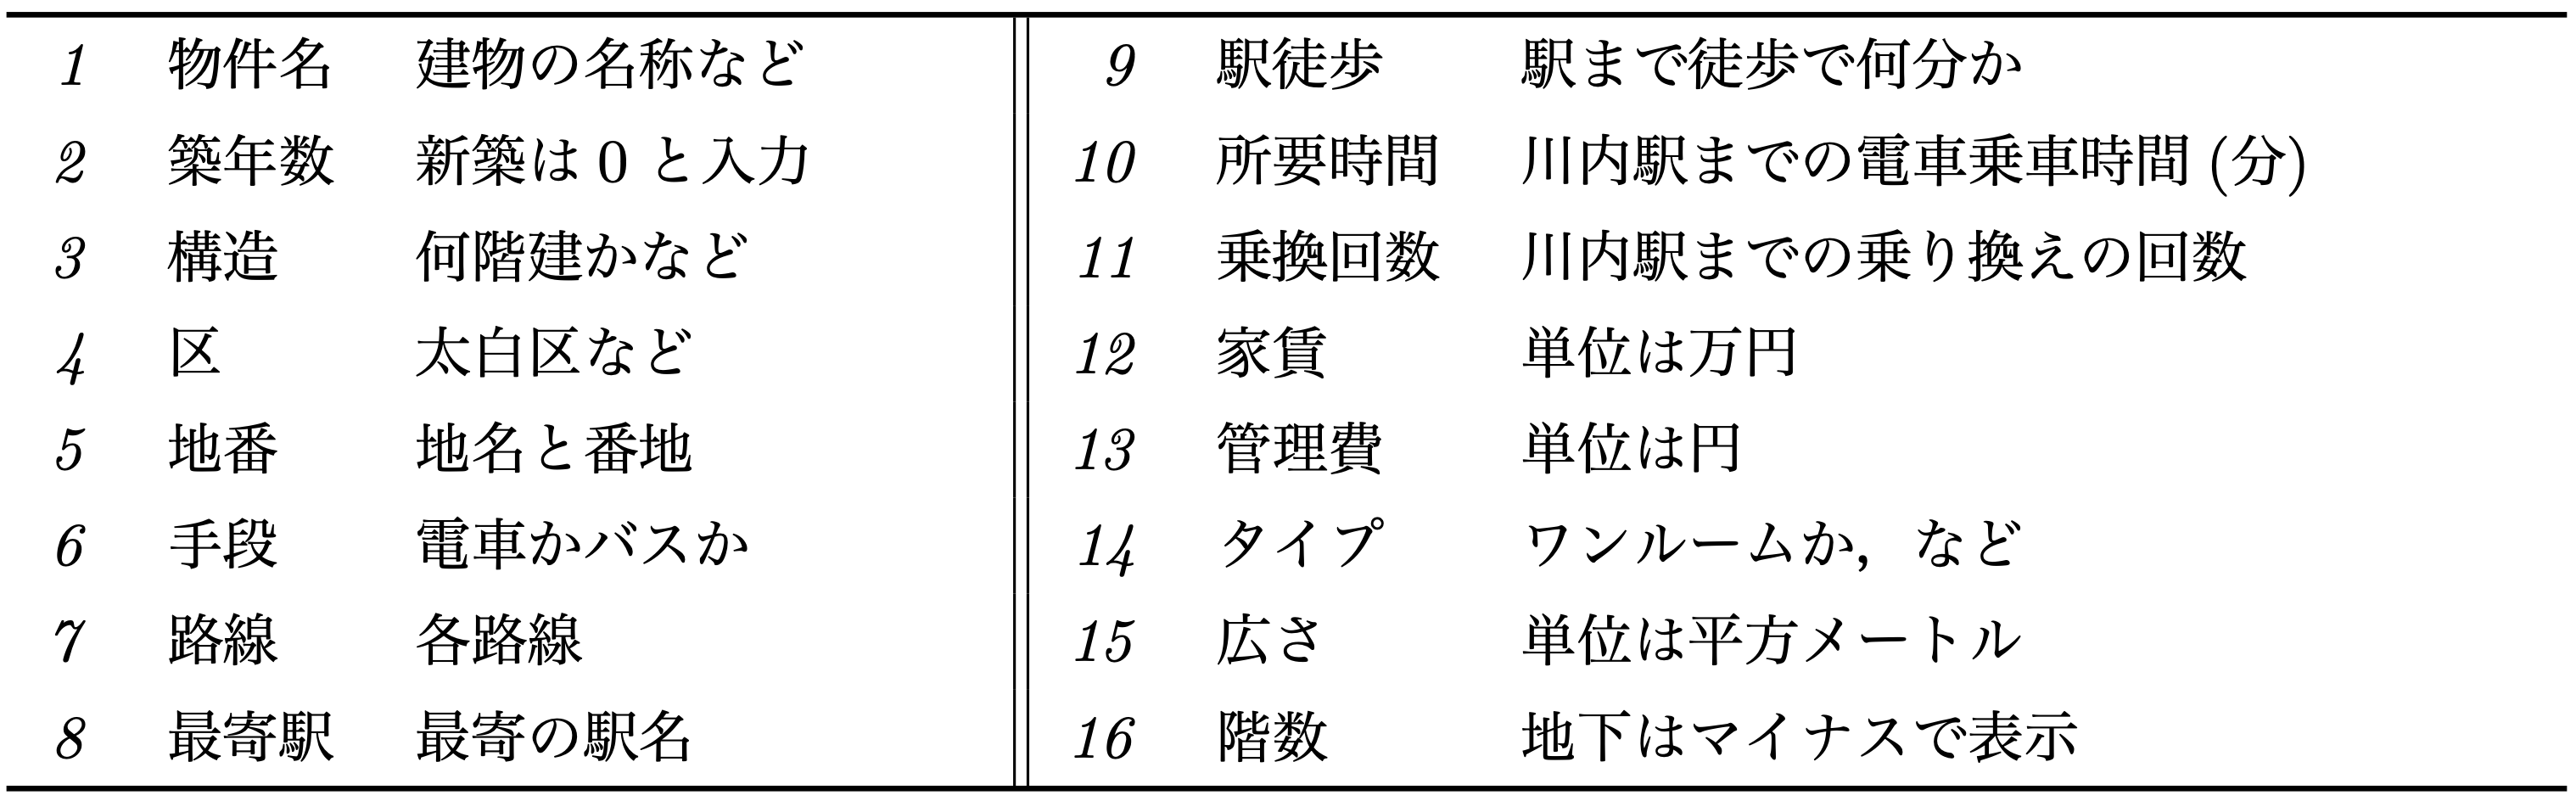 1 物件名 建物の名称など
2 築年数 新築は 0 と入力
3 構造 何階建かなど
4 区 太白区など
5 地番 地名と番地
6 手段 電車かバスか
7 路線 各路線
8 最寄駅 最寄の駅名
9 駅徒歩 駅まで徒歩で何分か
10 所要時間 川内駅までの電車乗車時間 (分)
11 乗換回数 川内駅までの乗り換えの回数
12 家賃 単位は万円
13 管理費 単位は円
14 タイプ ワンルームか，など
15 広さ 単位は平方メートル
16 階数 地下はマイナスで表示